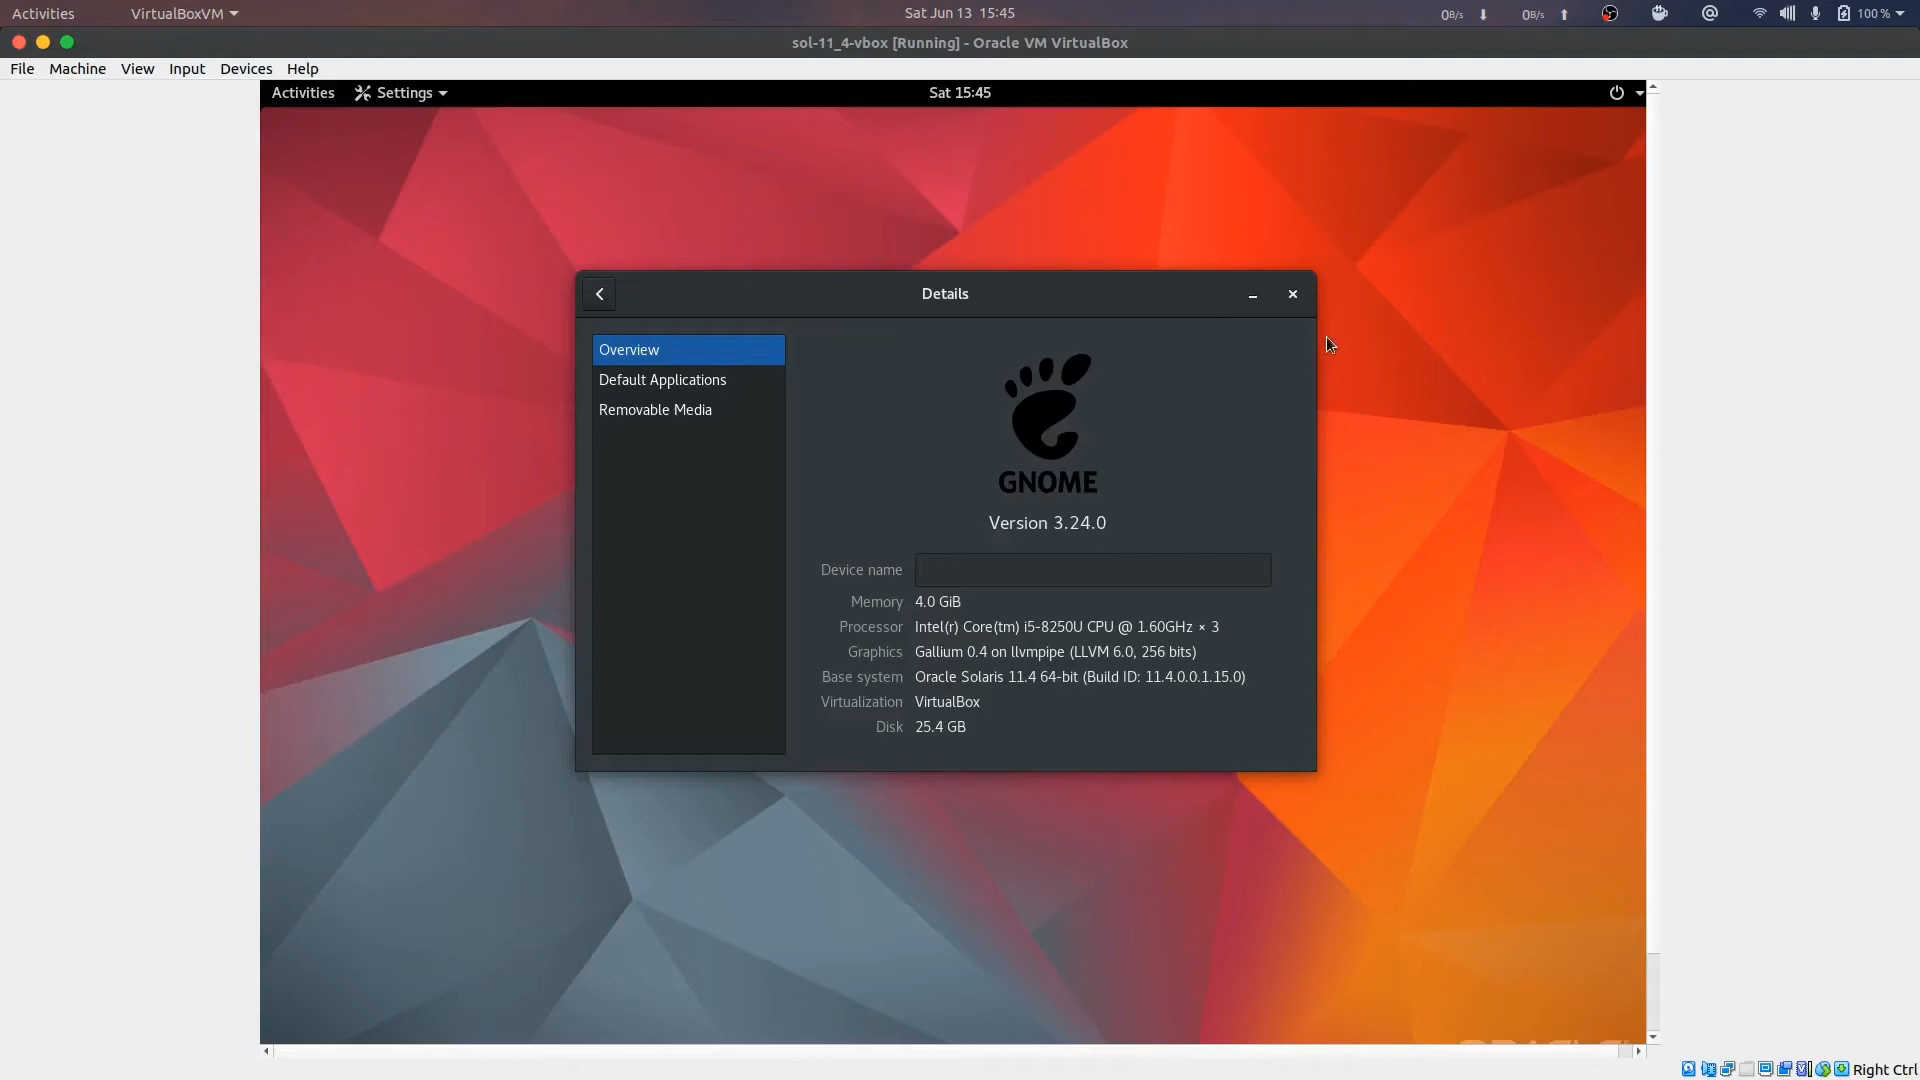 Activities VirtualBoxVM Sat Jun 13 15:45 0B/s 0B/s 100 %
sol-11_4-vbox [Running] - Oracle VM VirtualBox
File Machine View Input Devices Help
Activities Settings Sat 15:45
Details
Overview
Default Applications
Removable Media
GNOME
Version 3.24.0
Device name
Memory 4.0 GiB
Processor Intel(r) Core(tm) i5-8250U CPU @ 1.60GHz × 3
Graphics Gallium 0.4 on llvmpipe (LLVM 6.0, 256 bits)
Base system Oracle Solaris 11.4 64-bit (Build ID: 11.4.0.0.1.15.0)
Virtualization VirtualBox
Disk 25.4 GB
Right Ctrl